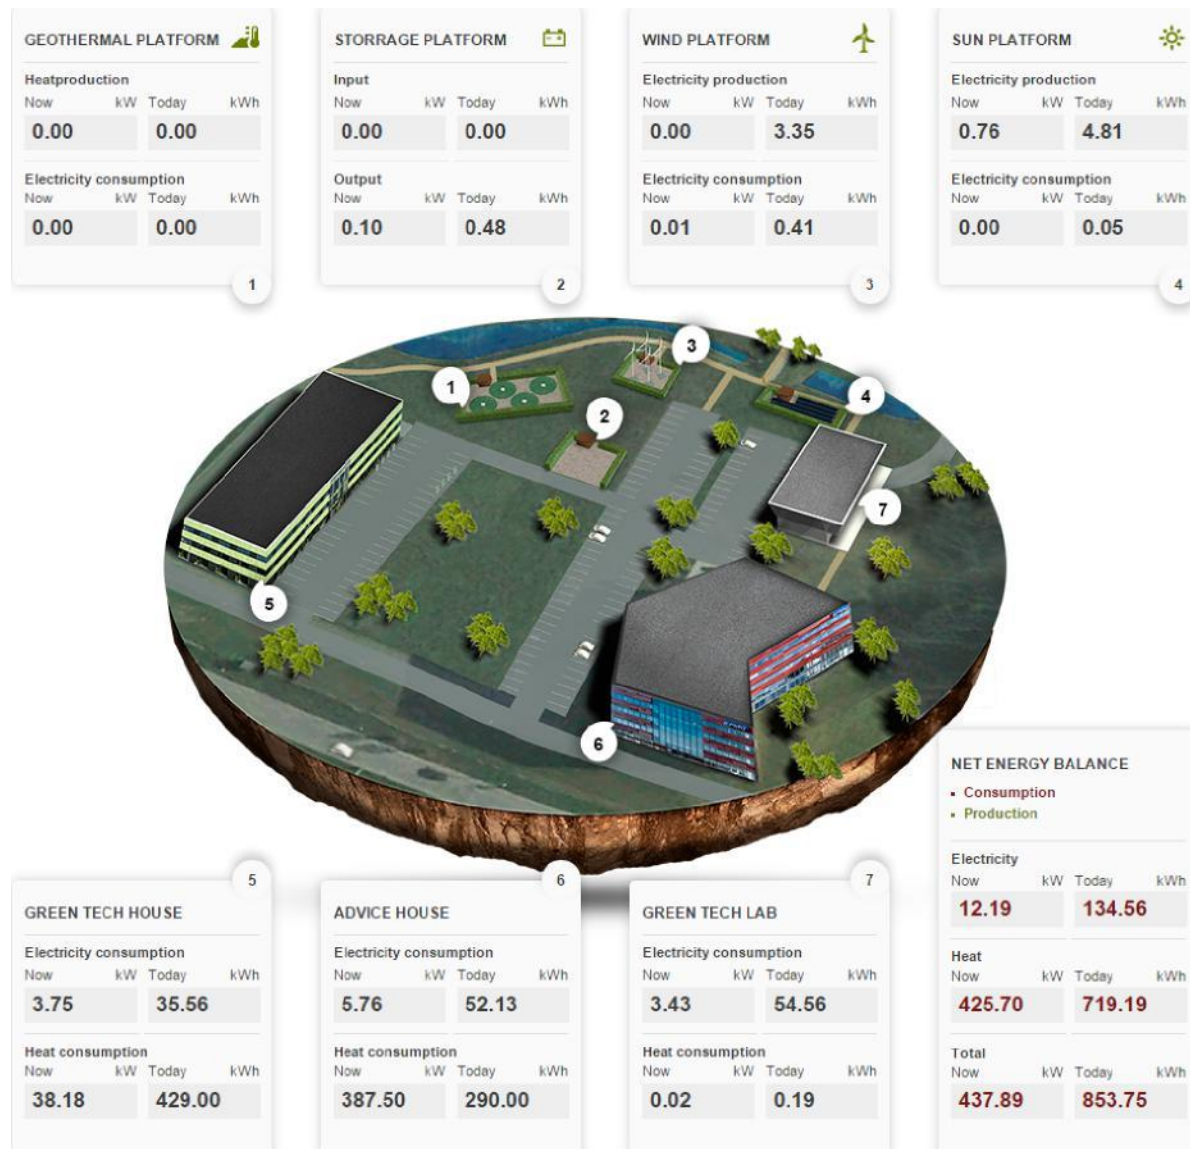 GEOTHERMAL PLATFORM
Heatproduction
Now kW Today kWh
0.00 0.00
Electricity consumption
Now kW Today kWh
0.00 0.00
1
STORRAGE PLATFORM
Input
Now kW Today kWh
0.00 0.00
Output
Now kW Today kWh
0.10 0.48
2
WIND PLATFORM
Electricity production
Now kW Today kWh
0.00 3.35
Electricity consumption
Now kW Today kWh
0.01 0.41
3
SUN PLATFORM
Electricity production
Now kW Today kWh
0.76 4.81
Electricity consumption
Now kW Today kWh
0.00 0.05
4
3
1
4
2
7
5
6
5
GREEN TECH HOUSE
Electricity consumption
Now kW Today kWh
3.75 35.56
Heat consumption
Now kW Today kWh
38.18 429.00
6
ADVICE HOUSE
Electricity consumption
Now kW Today kWh
5.76 52.13
Heat consumption
Now kW Today kWh
387.50 290.00
7
GREEN TECH LAB
Electricity consumption
Now kW Today kWh
3.43 54.56
Heat consumption
Now kW Today kWh
0.02 0.19
NET ENERGY BALANCE
Consumption
Production
Electricity
Now kW Today kWh
12.19 134.56
Heat
Now kW Today kWh
425.70 719.19
Total
Now kW Today kWh
437.89 853.75